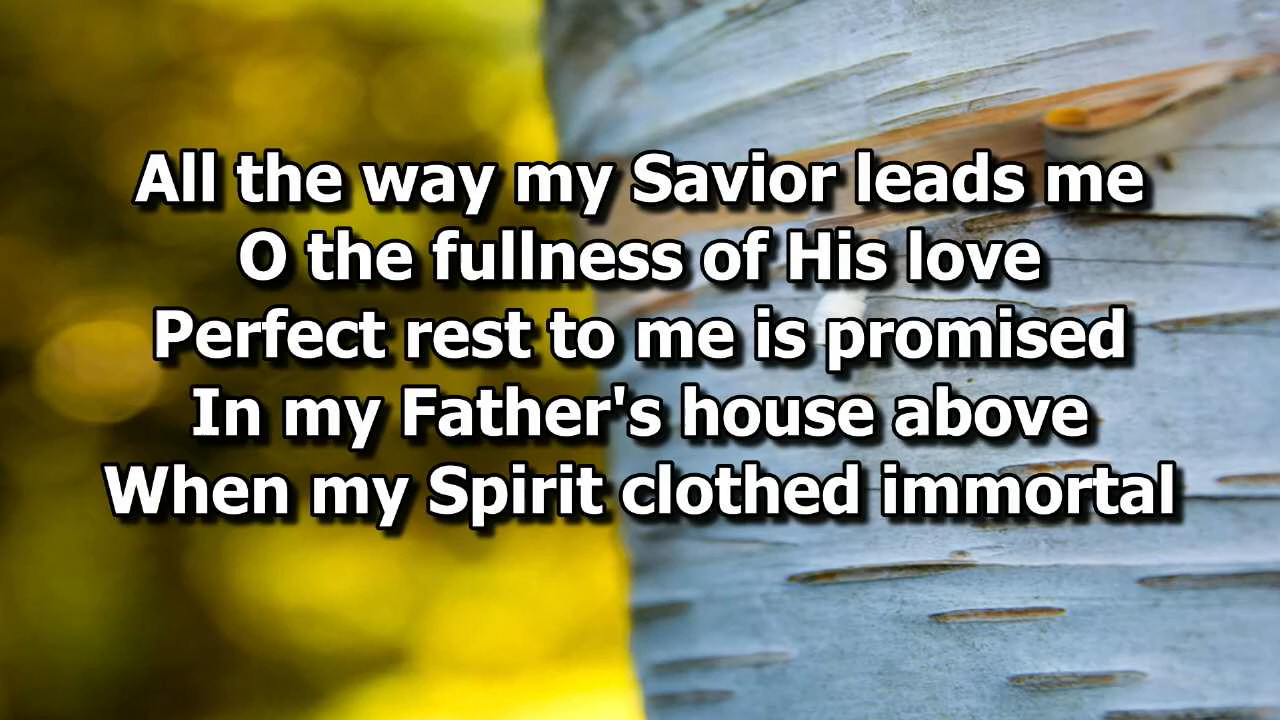 All the way my Savior leads me
O the fullness of His love
Perfect rest to me is promised
In my Father's house above
When my Spirit clothed immortal